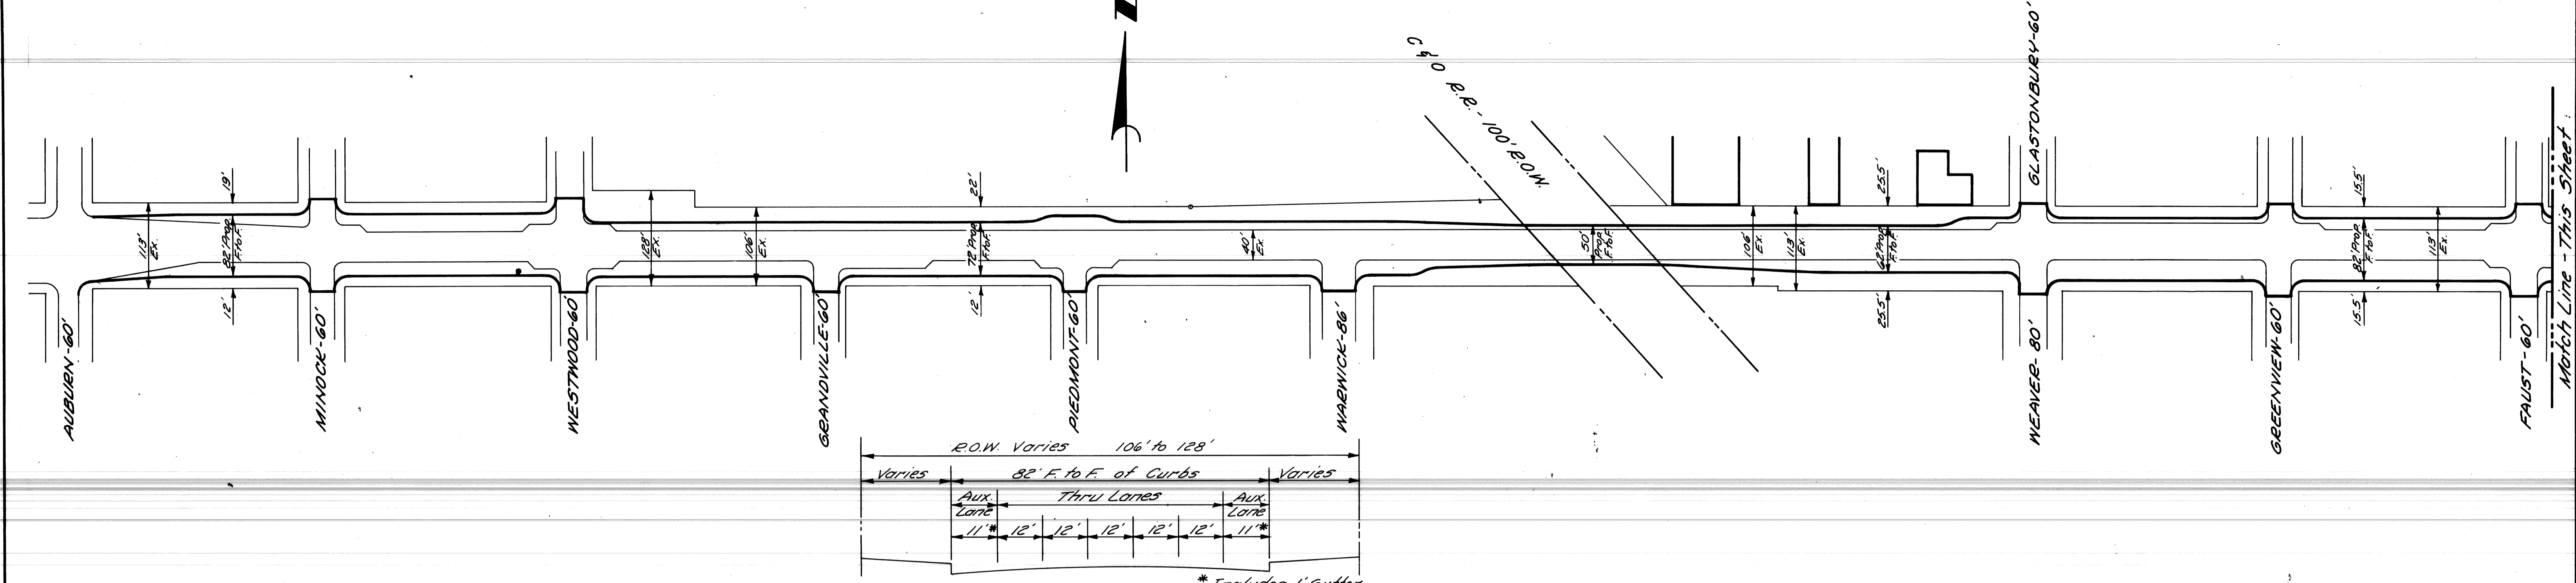 GLASTONBURY-60'
C & O R.R. - 100' R.O.W.
Match Line - This Sheet
113' Ex.
19'
82' Prop. F. to F.
12'
128' Ex.
106' Ex.
22'
72' Prop. F. to F.
12'
40' Ex.
50' Prop. F. to F.
106' Ex.
113' Ex.
25.5'
62' Prop. F. to F.
25.5'
15.5'
82' Prop. F. to F.
15.5'
113' Ex.
AUBURN-60'
MINOCK-60'
WESTWOOD-60'
GRANDVILLE-60'
PIEDMONT-60'
WARWICK-86'
WEAVER-80'
GREENVIEW-60'
FAUST-60'
R.O.W. Varies 106' to 128'
Varies 82' F. to F. of Curbs Varies
Aux. Lane Thru Lanes Aux. Lane
11'* 12' 12' 12' 12' 12' 11'*
* Includes 1' Gutter